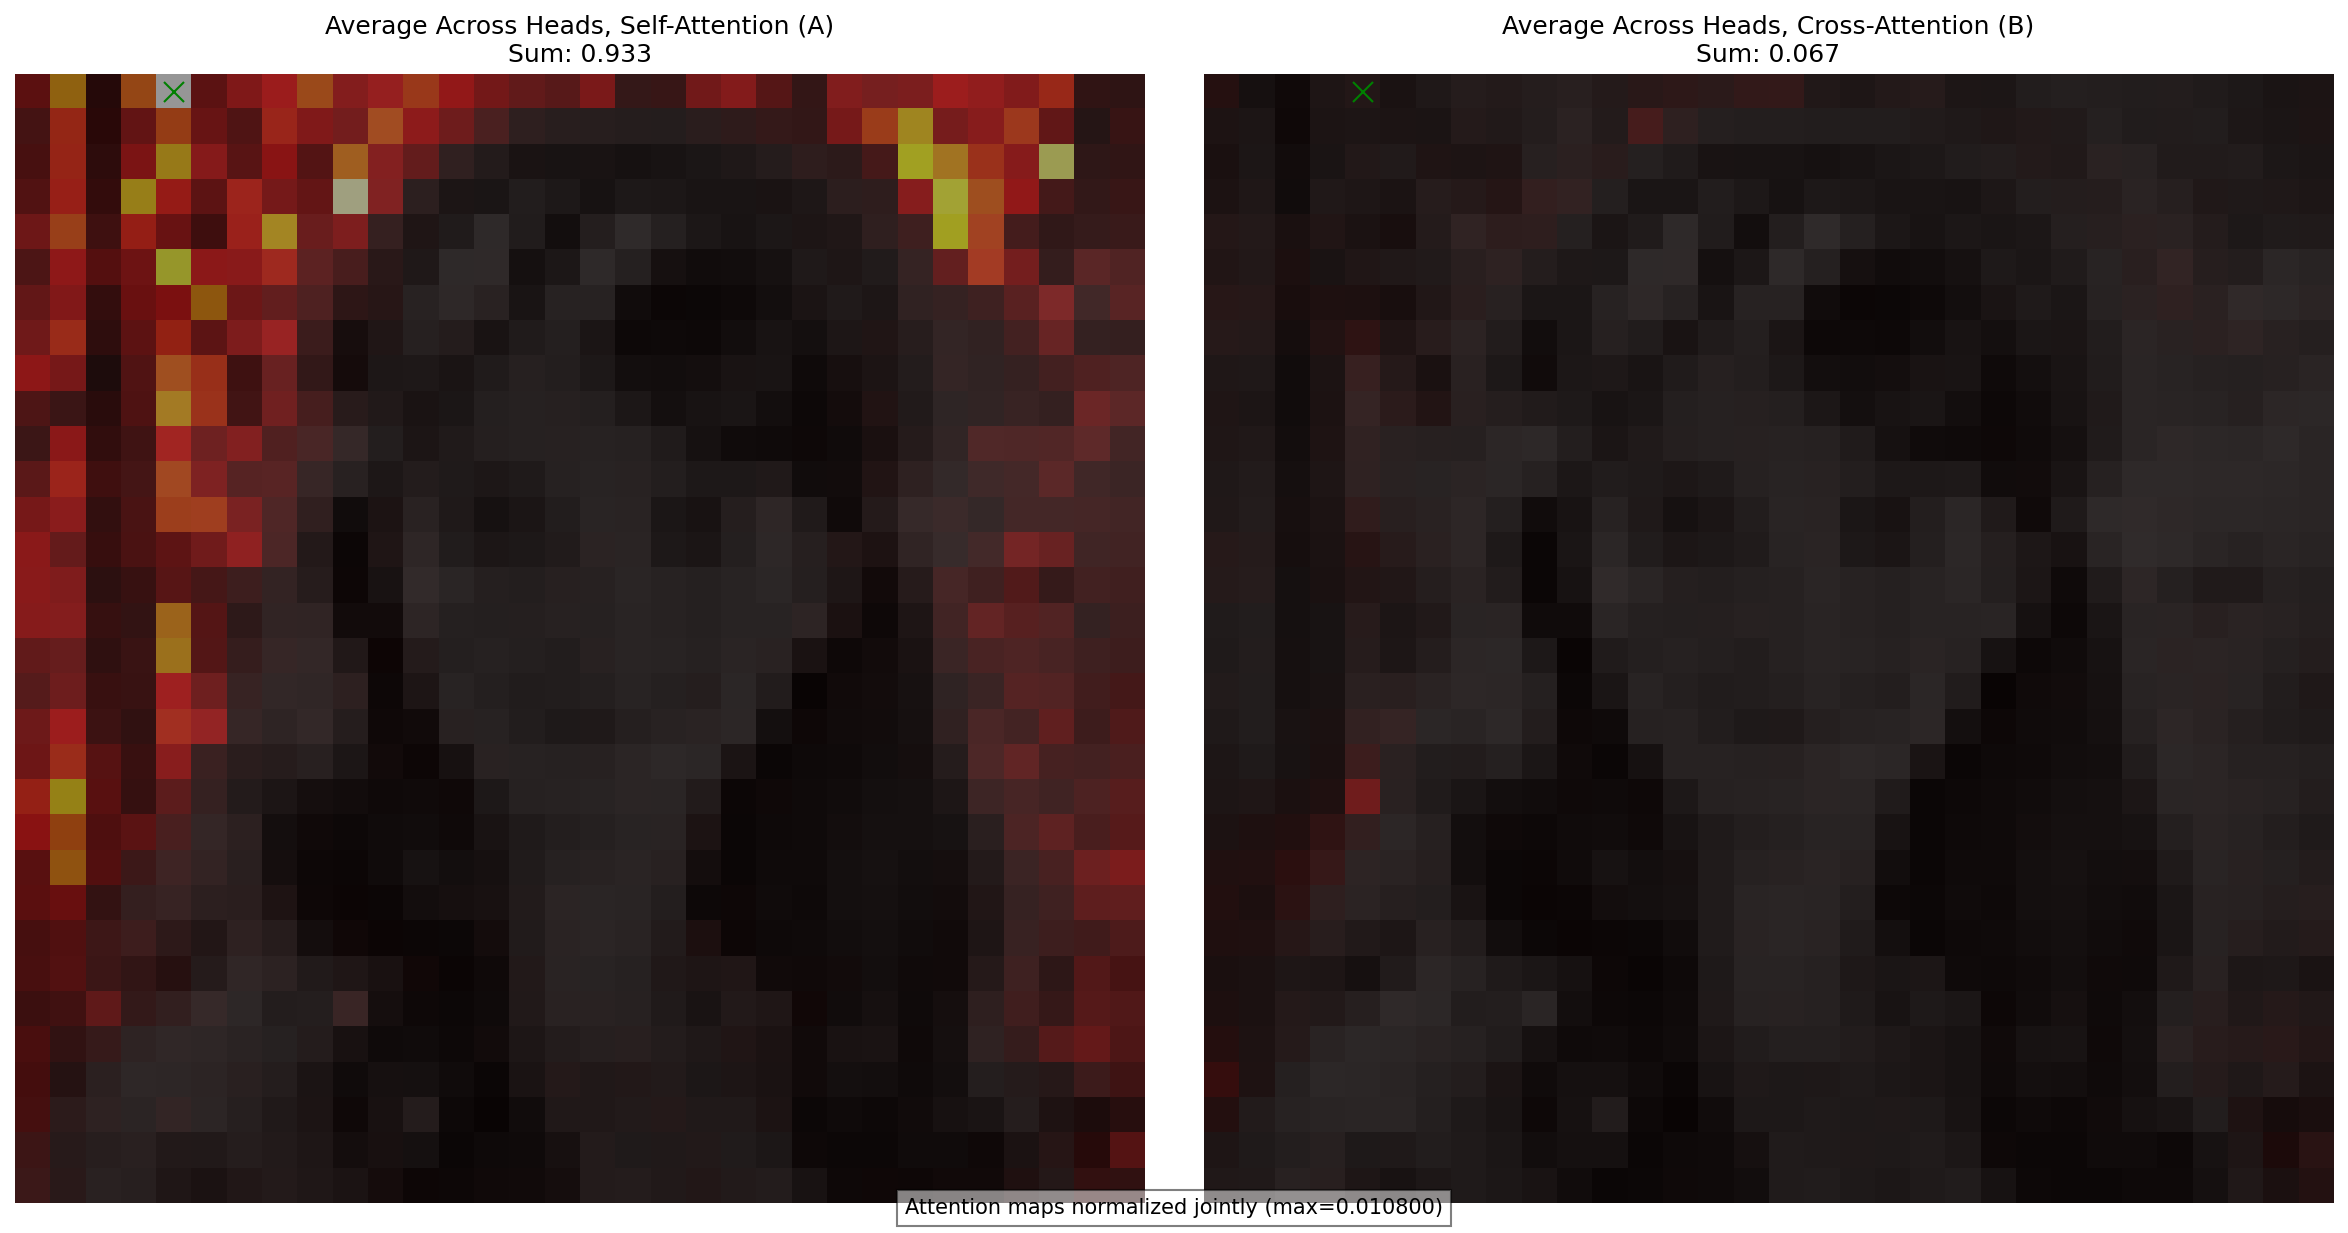 Average Across Heads, Self-Attention (A)
Sum: 0.933
Average Across Heads, Cross-Attention (B)
Sum: 0.067
Attention maps normalized jointly (max=0.010800)